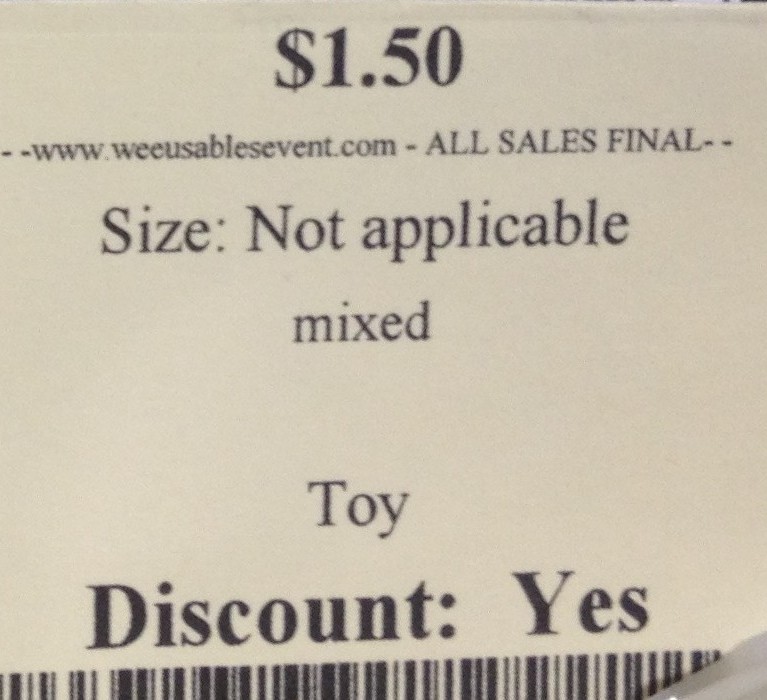 $1.50
- -www.weeusablesevent.com - ALL SALES FINAL- -
Size: Not applicable
mixed
Toy
Discount: Yes